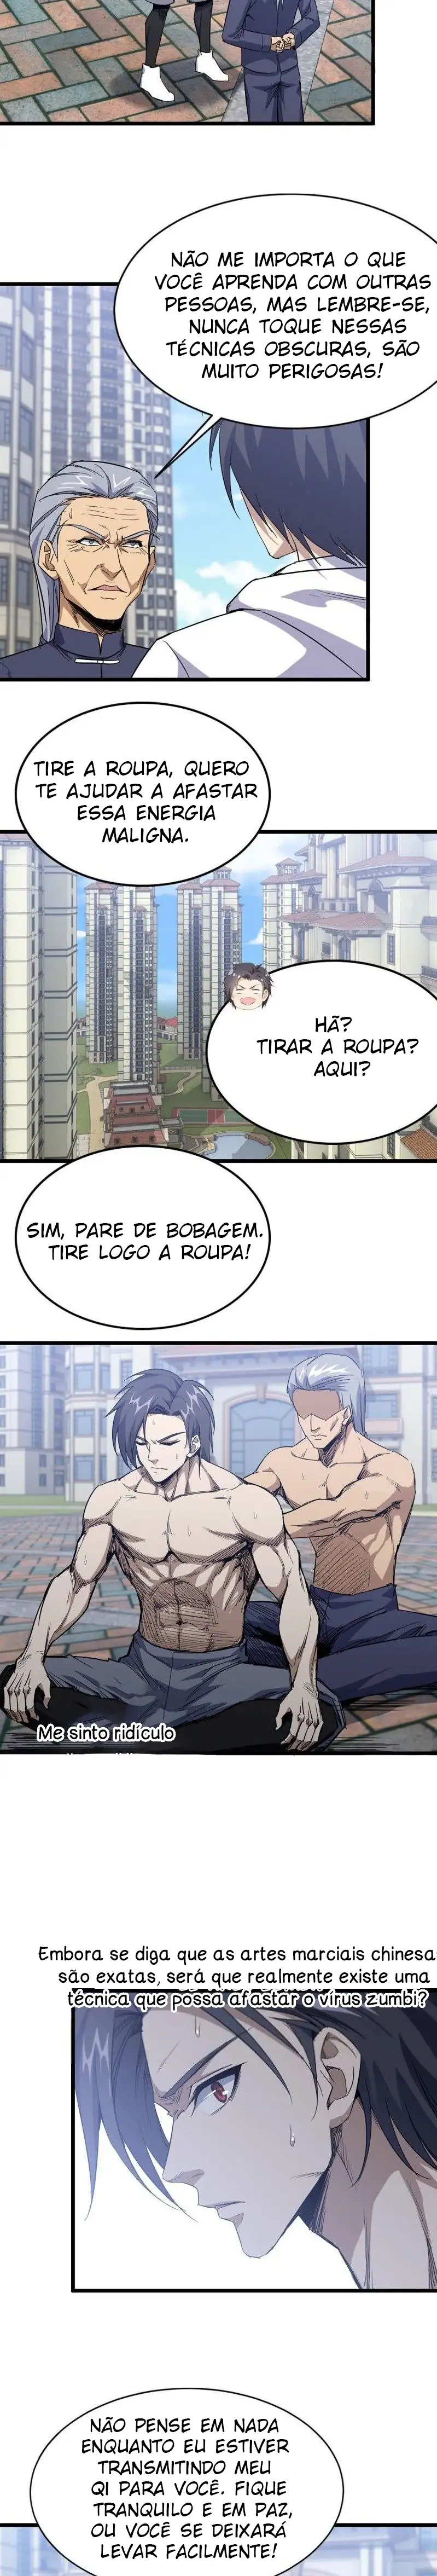 NÃO ME IMPORTA O QUE
VOCÊ APRENDA COM OUTRAS
PESSOAS, MAS LEMBRE-SE,
NUNCA TOQUE NESSAS
TÉCNICAS OBSCURAS, SÃO
MUITO PERIGOSAS!
TIRE A ROUPA, QUERO
TE AJUDAR A AFASTAR
ESSA ENERGIA
MALIGNA.
HÃ?
TIRAR A ROUPA?
AQUI?
SIM, PARE DE BOBAGEM.
TIRE LOGO A ROUPA!
Me sinto ridículo
Embora se diga que as artes marciais chinesas
são exatas, será que realmente existe uma
técnica que possa afastar o vírus zumbi?
NÃO PENSE EM NADA
ENQUANTO EU ESTIVER
TRANSMITINDO MEU
QI PARA VOCÊ. FIQUE
TRANQUILO E EM PAZ,
OU VOCÊ SE DEIXARÁ
LEVAR FACILMENTE!